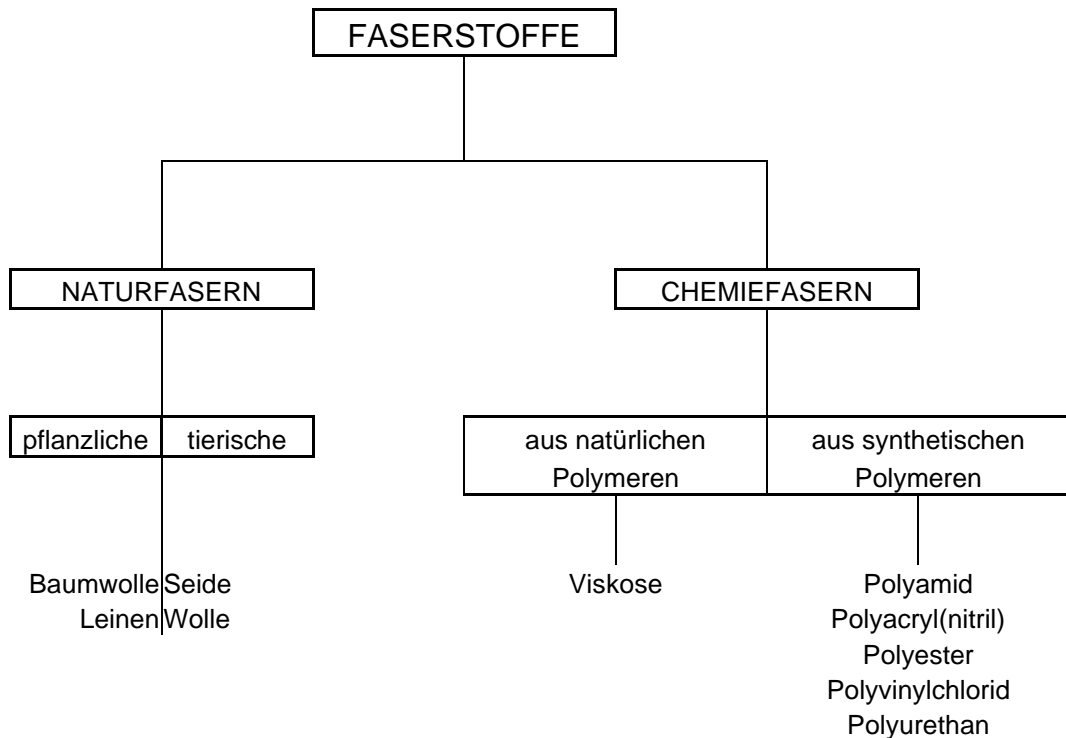 FASERSTOFFE
NATURFASERN
CHEMIEFASERN
pflanzliche
tierische
aus natürlichen
Polymeren
aus synthetischen
Polymeren
Baumwolle
Leinen
Seide
Wolle
Viskose
Polyamid
Polyacryl(nitril)
Polyester
Polyvinylchlorid
Polyurethan